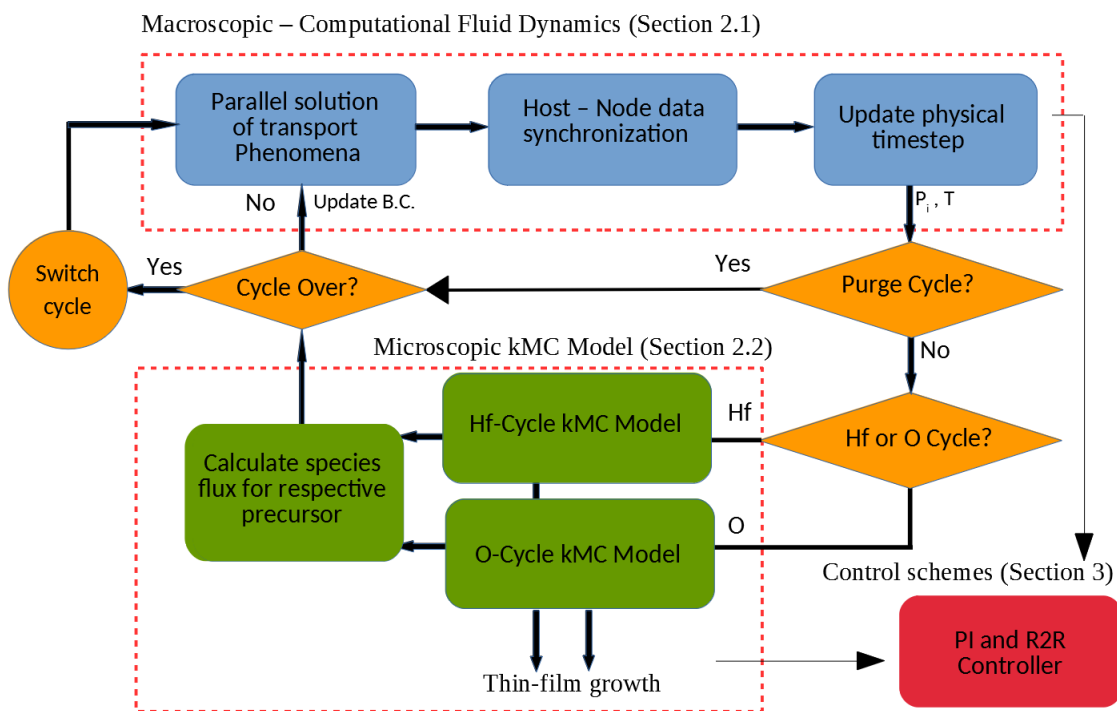 Macroscopic – Computational Fluid Dynamics (Section 2.1)
Parallel solution
of transport
Phenomena
Host – Node data
synchronization
Update physical
timestep
No
Update B.C.
Pi , T
Switch
cycle
Yes
Cycle Over?
Yes
Purge Cycle?
No
Microscopic kMC Model (Section 2.2)
Hf-Cycle kMC Model
Hf
Hf or O Cycle?
Calculate species
flux for respective
precursor
O-Cycle kMC Model
O
Control schemes (Section 3)
PI and R2R
Controller
Thin-film growth